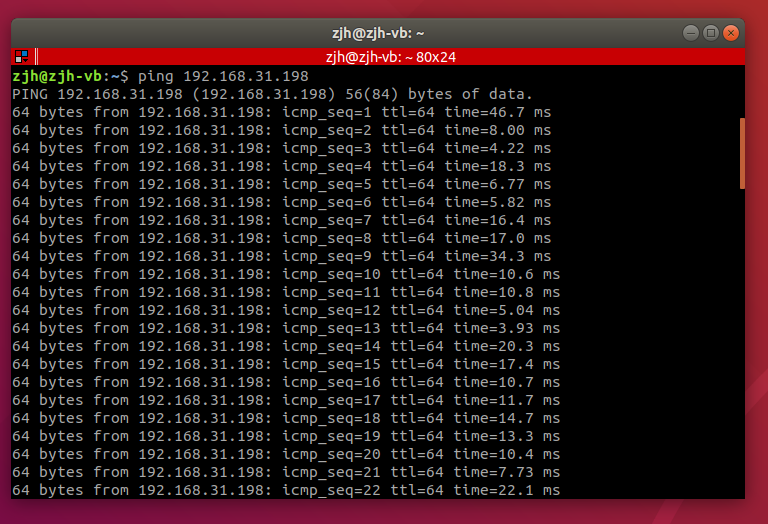 zjh@zjh-vb: ~
zjh@zjh-vb: ~ 80x24
zjh@zjh-vb:~$ ping 192.168.31.198
PING 192.168.31.198 (192.168.31.198) 56(84) bytes of data.
64 bytes from 192.168.31.198: icmp_seq=1 ttl=64 time=46.7 ms
64 bytes from 192.168.31.198: icmp_seq=2 ttl=64 time=8.00 ms
64 bytes from 192.168.31.198: icmp_seq=3 ttl=64 time=4.22 ms
64 bytes from 192.168.31.198: icmp_seq=4 ttl=64 time=18.3 ms
64 bytes from 192.168.31.198: icmp_seq=5 ttl=64 time=6.77 ms
64 bytes from 192.168.31.198: icmp_seq=6 ttl=64 time=5.82 ms
64 bytes from 192.168.31.198: icmp_seq=7 ttl=64 time=16.4 ms
64 bytes from 192.168.31.198: icmp_seq=8 ttl=64 time=17.0 ms
64 bytes from 192.168.31.198: icmp_seq=9 ttl=64 time=34.3 ms
64 bytes from 192.168.31.198: icmp_seq=10 ttl=64 time=10.6 ms
64 bytes from 192.168.31.198: icmp_seq=11 ttl=64 time=10.8 ms
64 bytes from 192.168.31.198: icmp_seq=12 ttl=64 time=5.04 ms
64 bytes from 192.168.31.198: icmp_seq=13 ttl=64 time=3.93 ms
64 bytes from 192.168.31.198: icmp_seq=14 ttl=64 time=20.3 ms
64 bytes from 192.168.31.198: icmp_seq=15 ttl=64 time=17.4 ms
64 bytes from 192.168.31.198: icmp_seq=16 ttl=64 time=10.7 ms
64 bytes from 192.168.31.198: icmp_seq=17 ttl=64 time=11.7 ms
64 bytes from 192.168.31.198: icmp_seq=18 ttl=64 time=14.7 ms
64 bytes from 192.168.31.198: icmp_seq=19 ttl=64 time=13.3 ms
64 bytes from 192.168.31.198: icmp_seq=20 ttl=64 time=10.4 ms
64 bytes from 192.168.31.198: icmp_seq=21 ttl=64 time=7.73 ms
64 bytes from 192.168.31.198: icmp_seq=22 ttl=64 time=22.1 ms